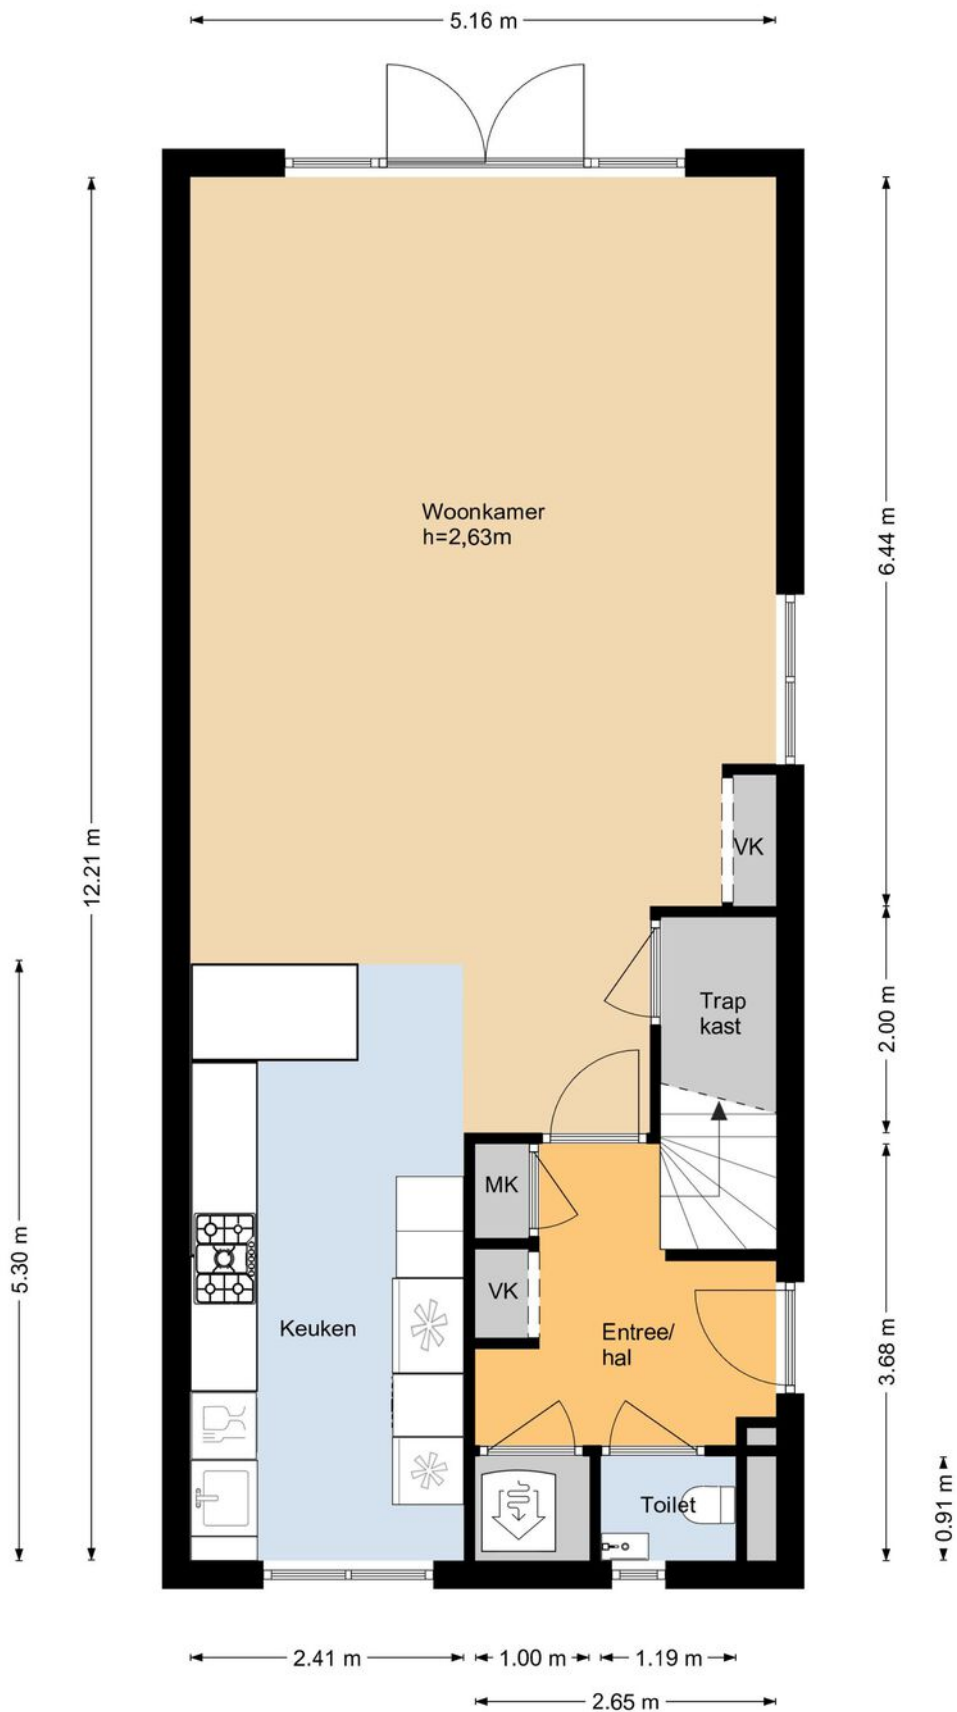 5.16 m
Woonkamer
h=2,63m
6.44 m
12.21 m
VK
Trap
kast
2.00 m
MK
5.30 m
VK
Keuken
Entree/
hal
3.68 m
Toilet
0.91 m
2.41 m
1.00 m
1.19 m
2.65 m